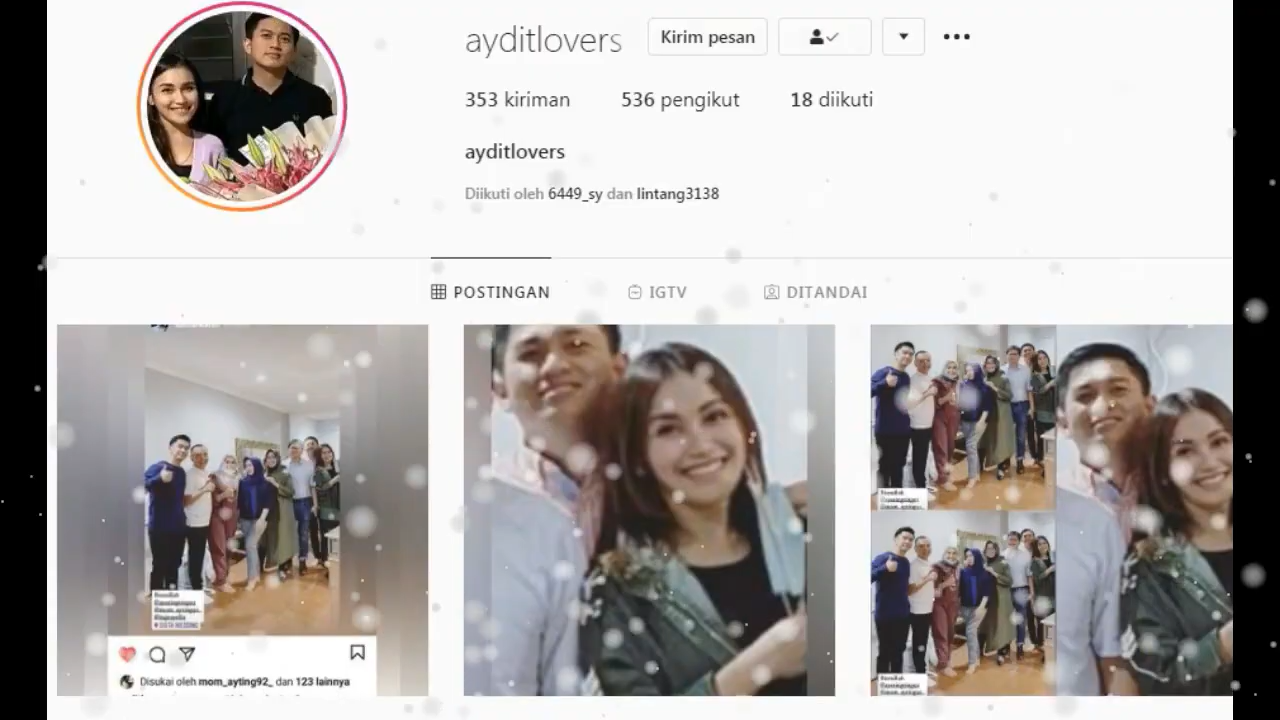 ayditlovers
Kirim pesan
353 kiriman 536 pengikut 18 diikuti
ayditlovers
Diikuti oleh 6449_sy dan lintang3138
POSTINGAN IGTV DITANDAI
Disukai oleh mom_ayting92_ dan 123 lainnya